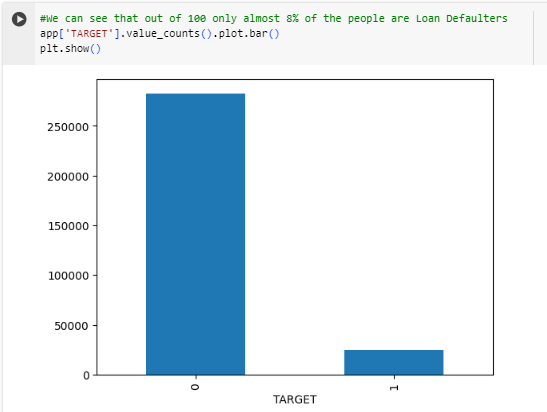 #We can see that out of 100 only almost 8% of the people are Loan Defaulters
app['TARGET'].value_counts().plot.bar()
plt.show()
250000
200000
150000
100000
50000
0
0 1
TARGET